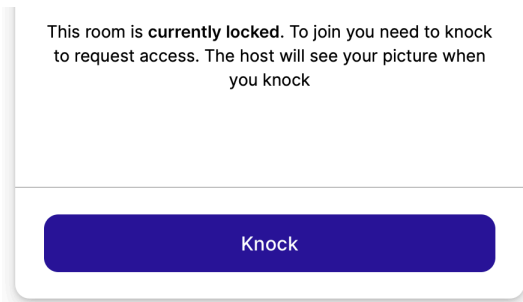 This room is currently locked. To join you need to knock
to request access. The host will see your picture when
you knock
Knock